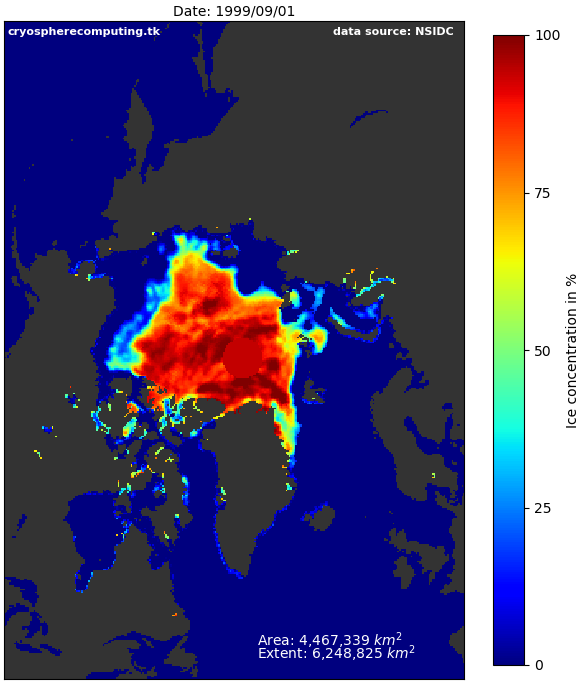 Date: 1999/09/01
cryospherecomputing.tk data source: NSIDC
100
75
50
25
0
Ice concentration in %
Area: 4,467,339 km²
Extent: 6,248,825 km²